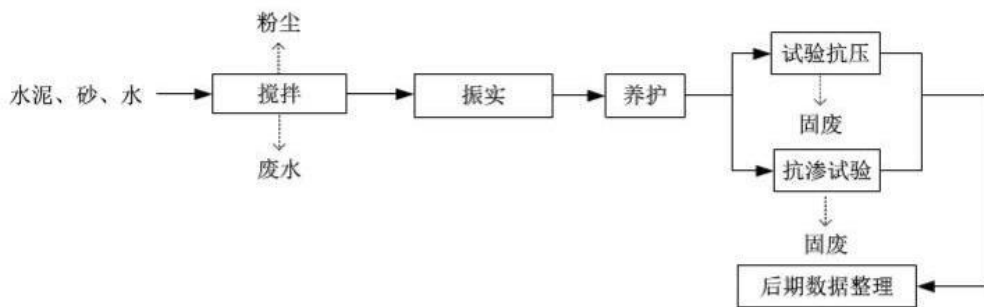 粉尘
水泥、砂、水
搅拌
振实
养护
试验抗压
固废
废水
抗渗试验
固废
后期数据整理